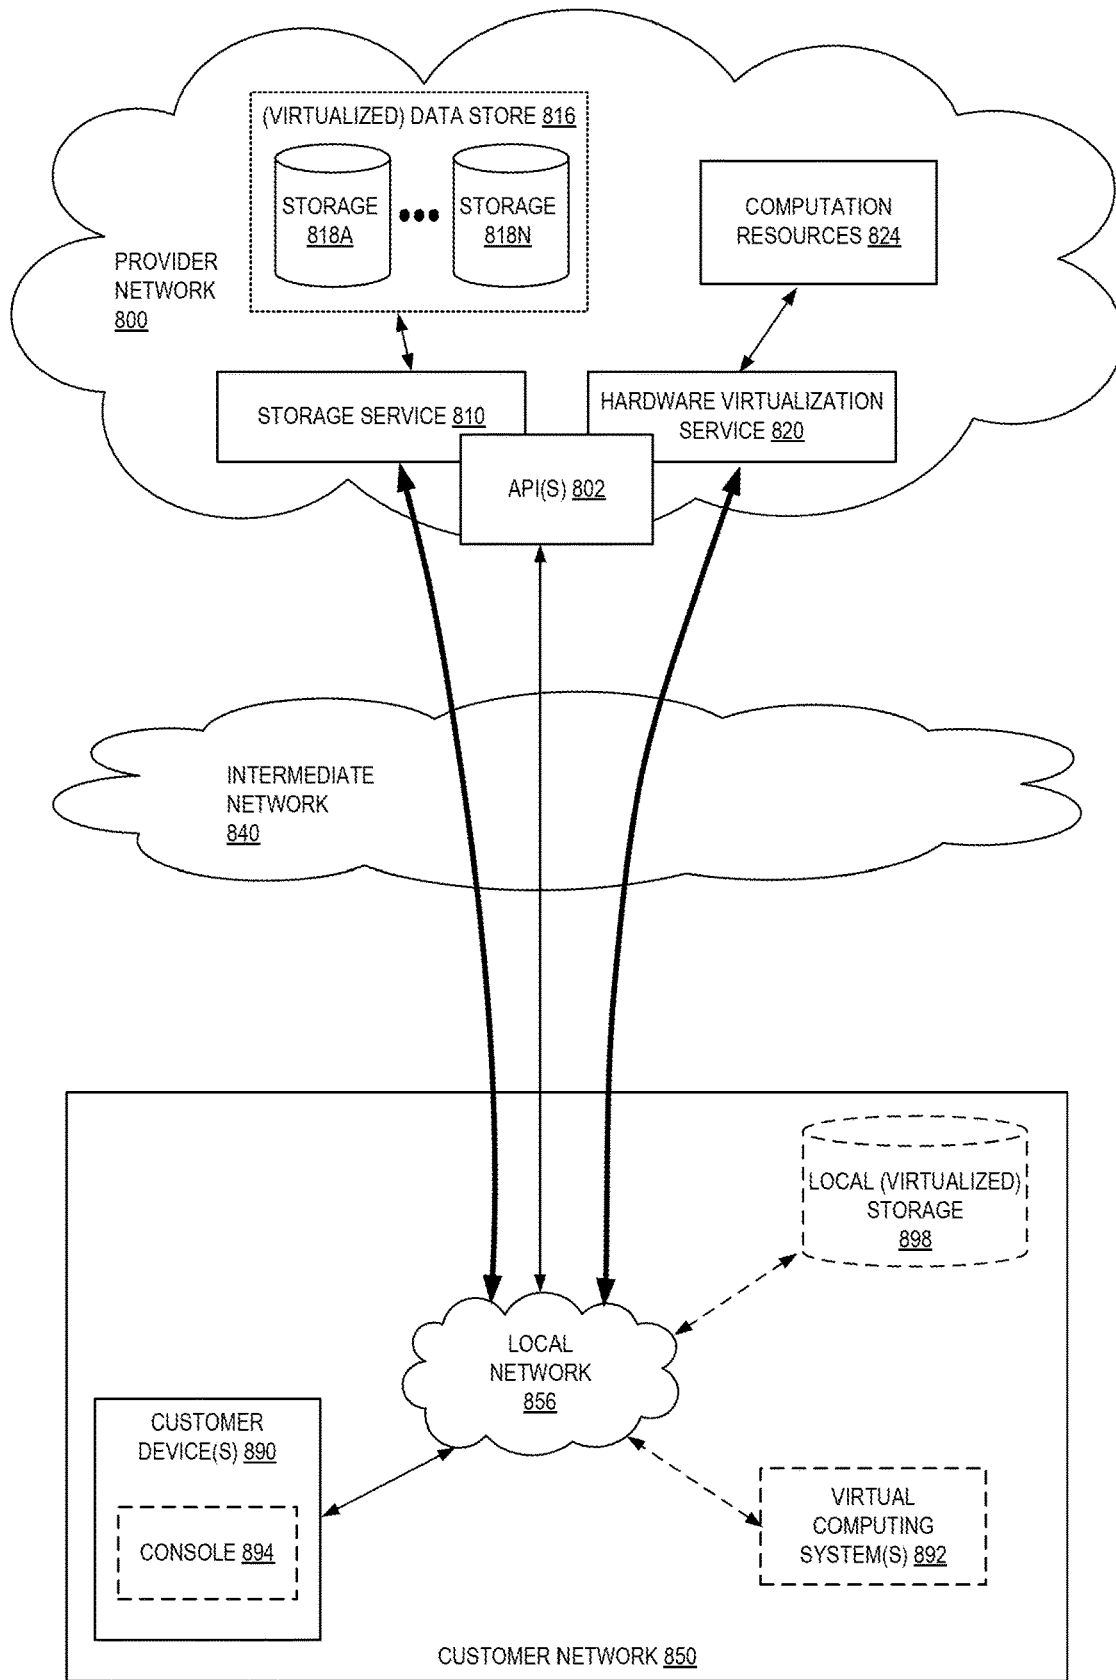 (VIRTUALIZED) DATA STORE 816
STORAGE
818A
STORAGE
818N
COMPUTATION
RESOURCES 824
PROVIDER
NETWORK
800
STORAGE SERVICE 810
HARDWARE VIRTUALIZATION
SERVICE 820
API(S) 802
INTERMEDIATE
NETWORK
840
LOCAL (VIRTUALIZED)
STORAGE
898
LOCAL
NETWORK
856
CUSTOMER
DEVICE(S) 890
CONSOLE 894
VIRTUAL
COMPUTING
SYSTEM(S) 892
CUSTOMER NETWORK 850